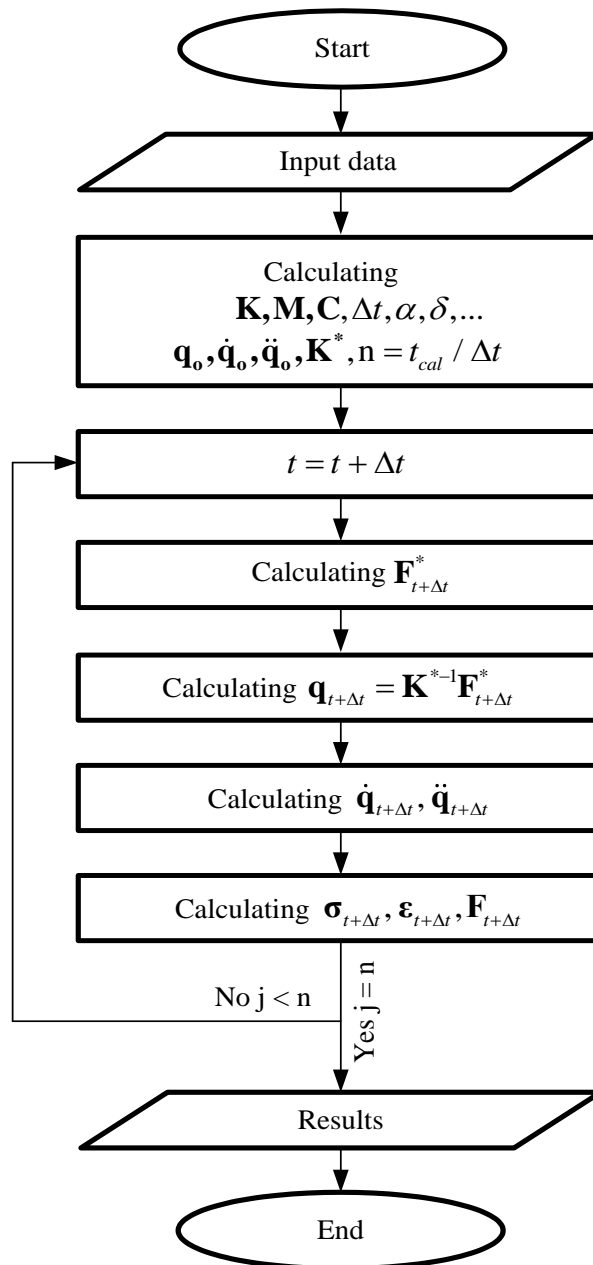 Start
Input data
Calculating
K, M, C, Δt, α, δ, ...
q₀, q̇₀, q̈₀, K*, n = t_cal / Δt
t = t + Δt
Calculating F*_{t+Δt}
Calculating q_{t+Δt} = K*⁻¹F*_{t+Δt}
Calculating q̇_{t+Δt}, q̈_{t+Δt}
Calculating σ_{t+Δt}, ε_{t+Δt}, F_{t+Δt}
No j < n
Yes j = n
Results
End